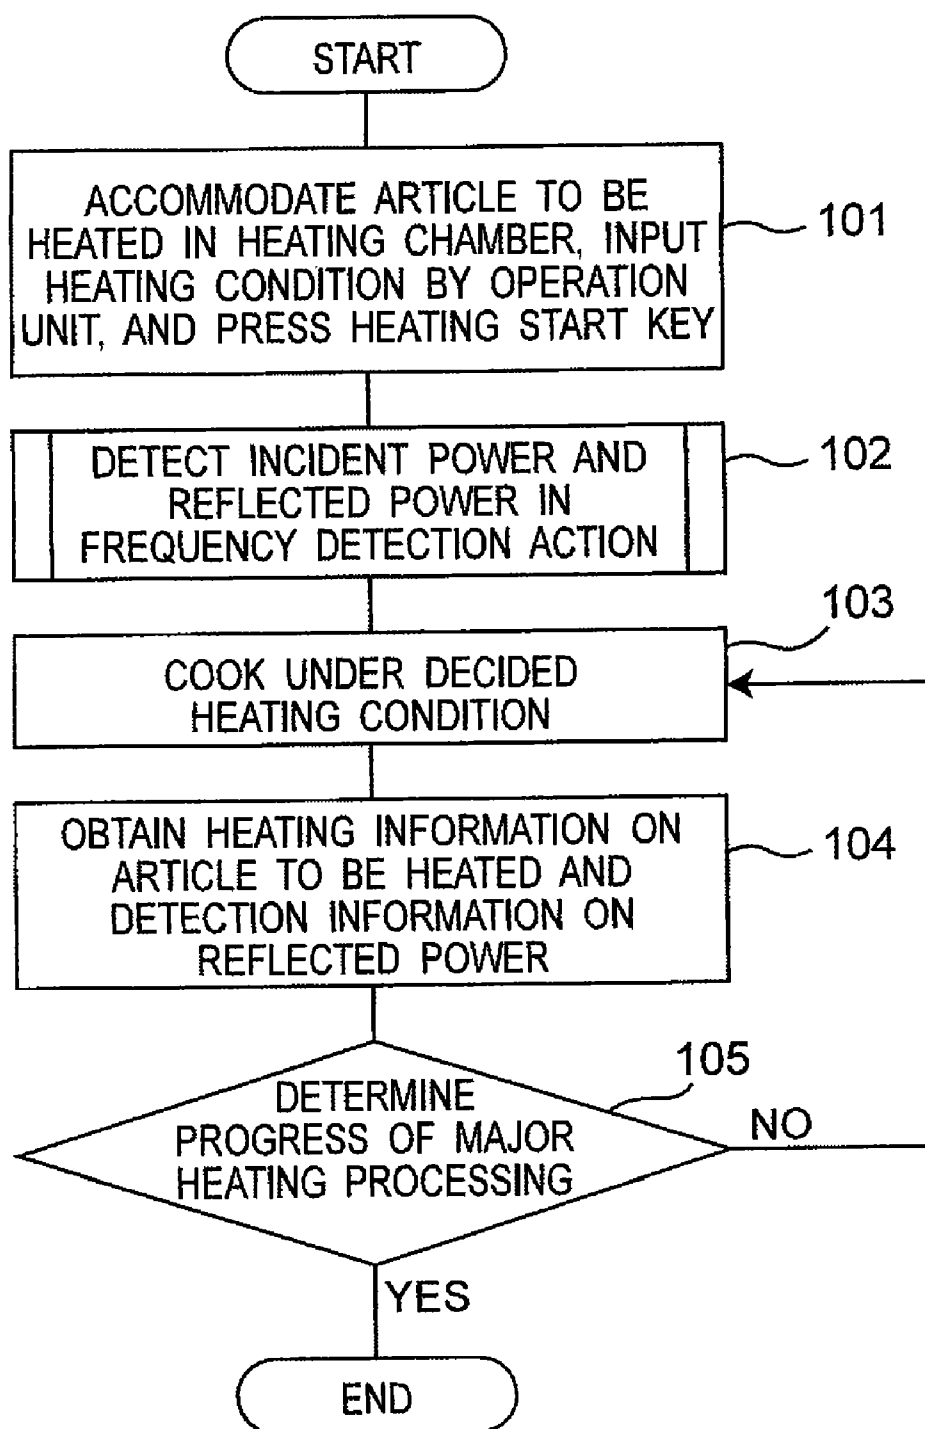 START
ACCOMMODATE ARTICLE TO BE
HEATED IN HEATING CHAMBER, INPUT
HEATING CONDITION BY OPERATION
UNIT, AND PRESS HEATING START KEY
101
DETECT INCIDENT POWER AND
REFLECTED POWER IN
FREQUENCY DETECTION ACTION
102
103
COOK UNDER DECIDED
HEATING CONDITION
OBTAIN HEATING INFORMATION ON
ARTICLE TO BE HEATED AND
DETECTION INFORMATION ON
REFLECTED POWER
104
105
DETERMINE
PROGRESS OF MAJOR
HEATING PROCESSING
NO
YES
END